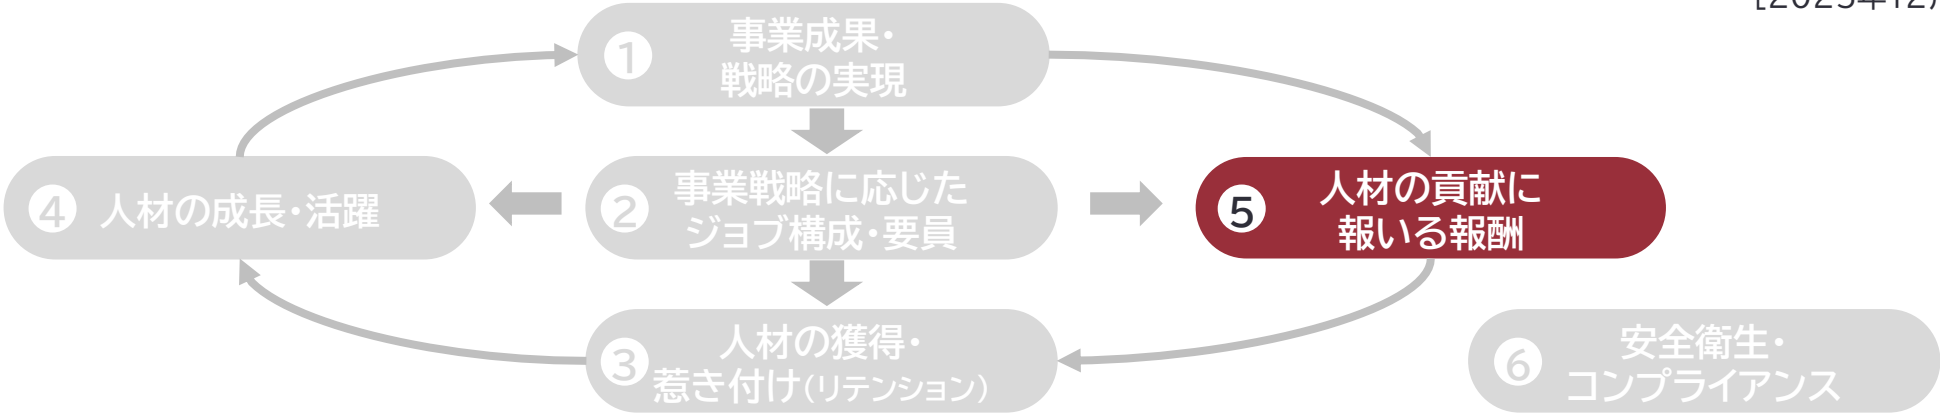 1
事業成果・
戦略の実現
4
人材の成長・活躍
2
事業戦略に応じた
ジョブ構成・要員
5
人材の貢献に
報いる報酬
3
人材の獲得・
惹き付け(リテンション)
6
安全衛生・
コンプライアンス